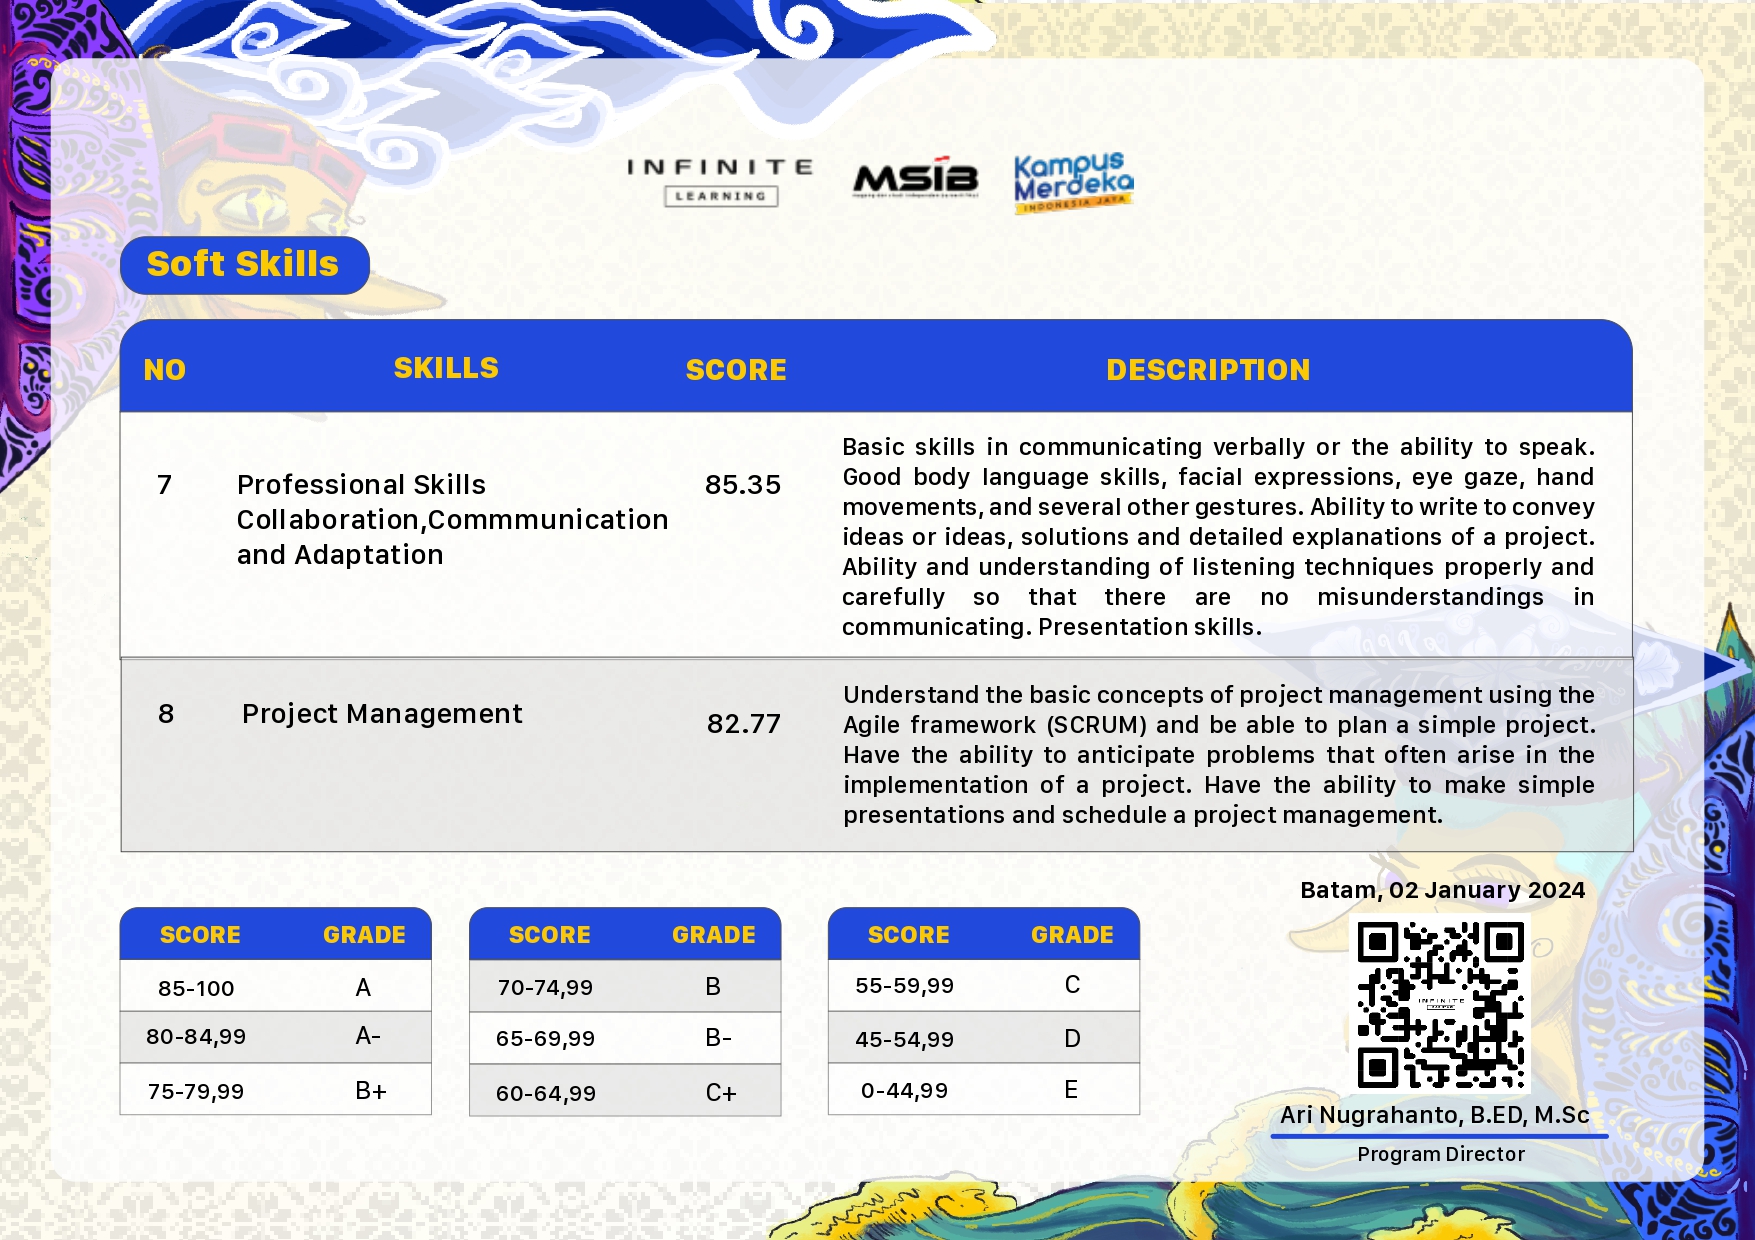 INFINITE
LEARNING
MSIB
Kampus
Merdeka
INDONESIA JAYA
Soft Skills
NO SKILLS SCORE DESCRIPTION
7
Professional Skills
Collaboration,Commmunication
and Adaptation
85.35
Basic skills in communicating verbally or the ability to speak.
Good body language skills, facial expressions, eye gaze, hand
movements, and several other gestures. Ability to write to convey
ideas or ideas, solutions and detailed explanations of a project.
Ability and understanding of listening techniques properly and
carefully so that there are no misunderstandings in
communicating. Presentation skills.
8
Project Management
82.77
Understand the basic concepts of project management using the
Agile framework (SCRUM) and be able to plan a simple project.
Have the ability to anticipate problems that often arise in the
implementation of a project. Have the ability to make simple
presentations and schedule a project management.
SCORE GRADE
85-100 A
80-84,99 A-
75-79,99 B+
SCORE GRADE
70-74,99 B
65-69,99 B-
60-64,99 C+
SCORE GRADE
55-59,99 C
45-54,99 D
0-44,99 E
Batam, 02 January 2024
INFINITE
Ari Nugrahanto, B.ED, M.Sc
Program Director